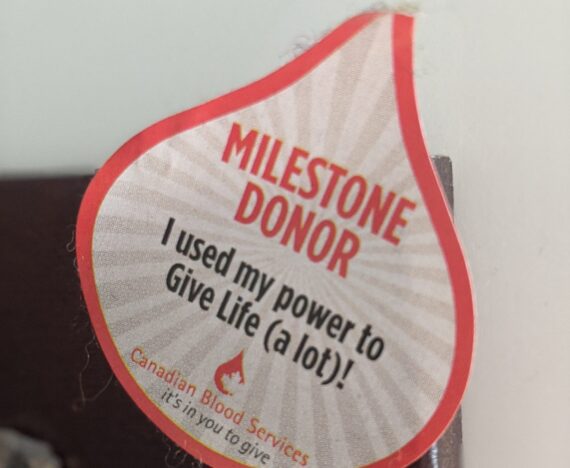 MILESTONE
DONOR
I used my power to
Give Life (a lot)!
Canadian Blood Services
it's in you to give